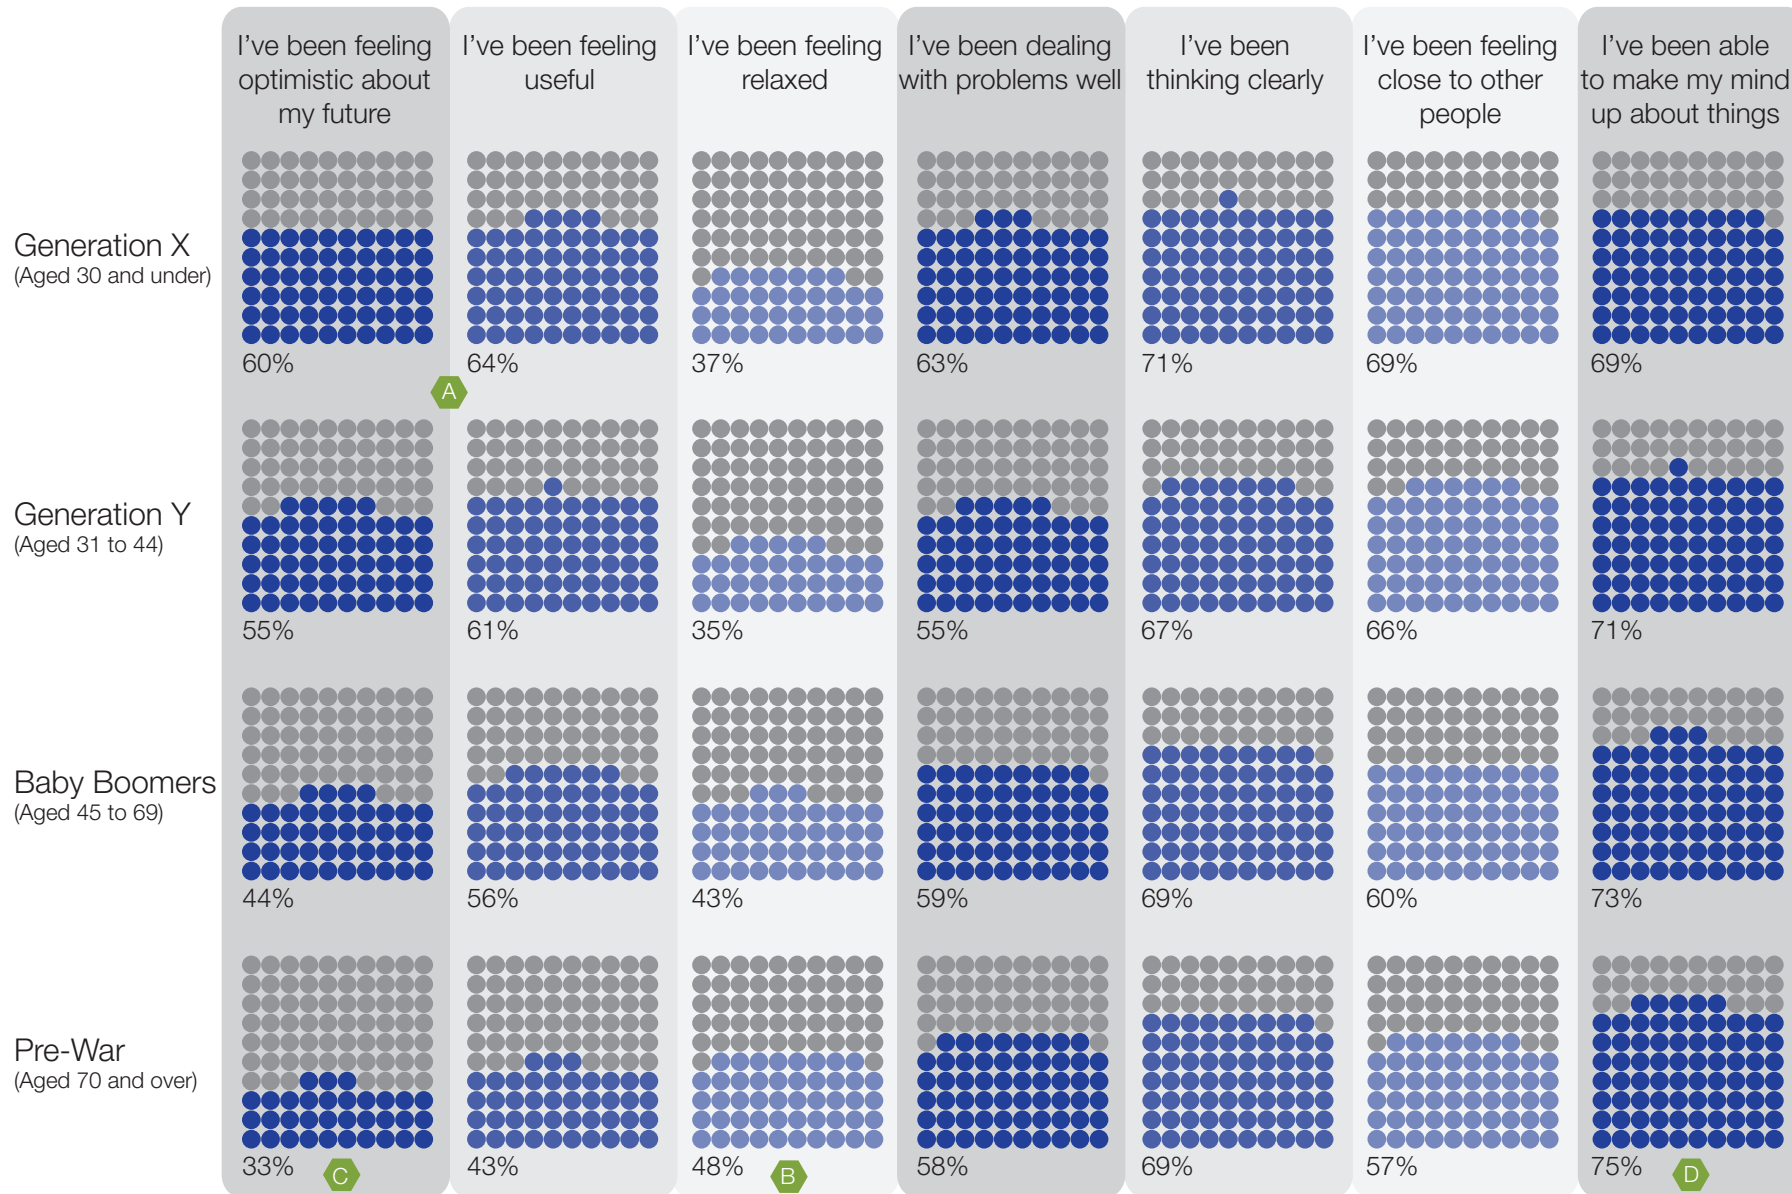 I've been feeling
optimistic about
my future
I've been feeling
useful
I've been feeling
relaxed
I've been dealing
with problems well
I've been
thinking clearly
I've been feeling
close to other
people
I've been able
to make my mind
up about things
Generation X
(Aged 30 and under)
60%
64%
37%
63%
71%
69%
69%
A
Generation Y
(Aged 31 to 44)
55%
61%
35%
55%
67%
66%
71%
Baby Boomers
(Aged 45 to 69)
44%
56%
43%
59%
69%
60%
73%
Pre-War
(Aged 70 and over)
33%
C
43%
48%
B
58%
69%
57%
75%
D